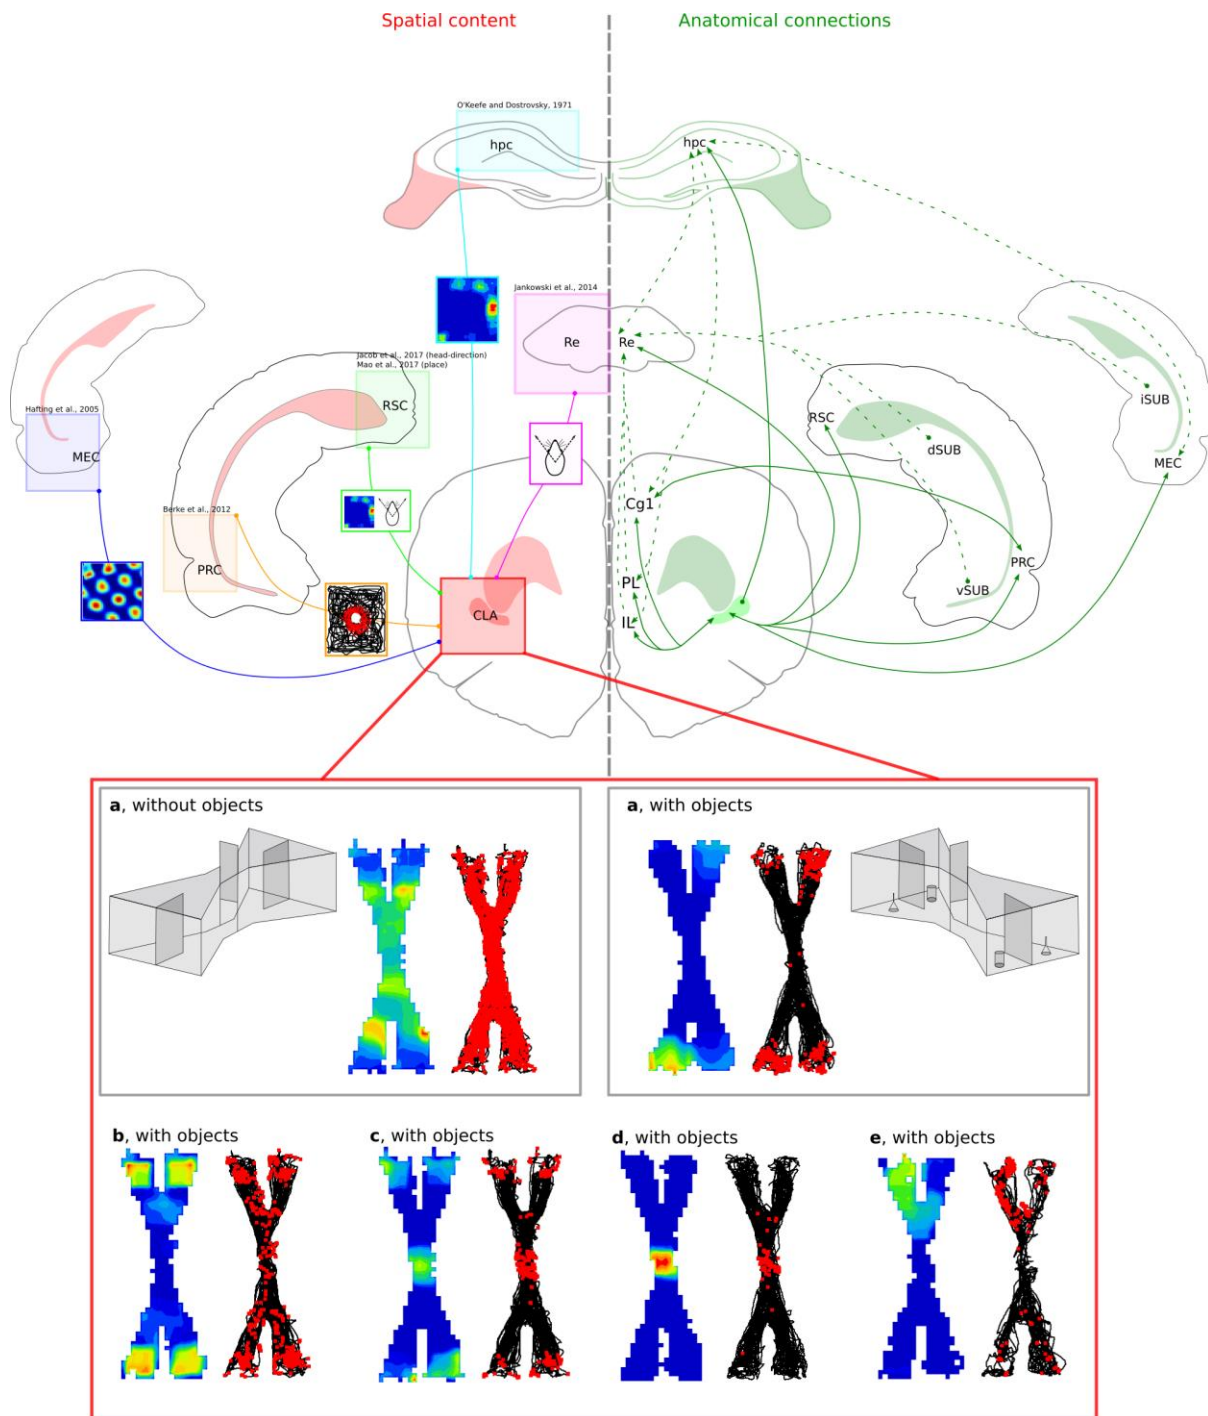 Spatial content
Anatomical connections
O'Keefe and Dostrovsky, 1971
hpc
hpc
Jankowski et al., 2014
Re
Re
Jacob et al., 2017 (head-direction)
Mao et al., 2017 (place)
RSC
RSC
iSUB
Hafting et al., 2005
MEC
dSUB
MEC
Cg1
Berke et al., 2012
PRC
PRC
PL
vSUB
CLA
IL
a, without objects
a, with objects
b, with objects
c, with objects
d, with objects
e, with objects